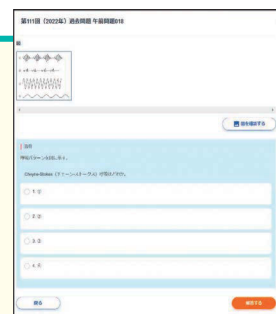 第111回（2022年）過去問題 午前問題018
図を確認する
設問
呼吸パターンを図に示す。
Cheyne-Stokes〈チェーン-ストークス〉呼吸はどれか。
1. ①
2. ②
3. ③
4. ④
戻る
解答する